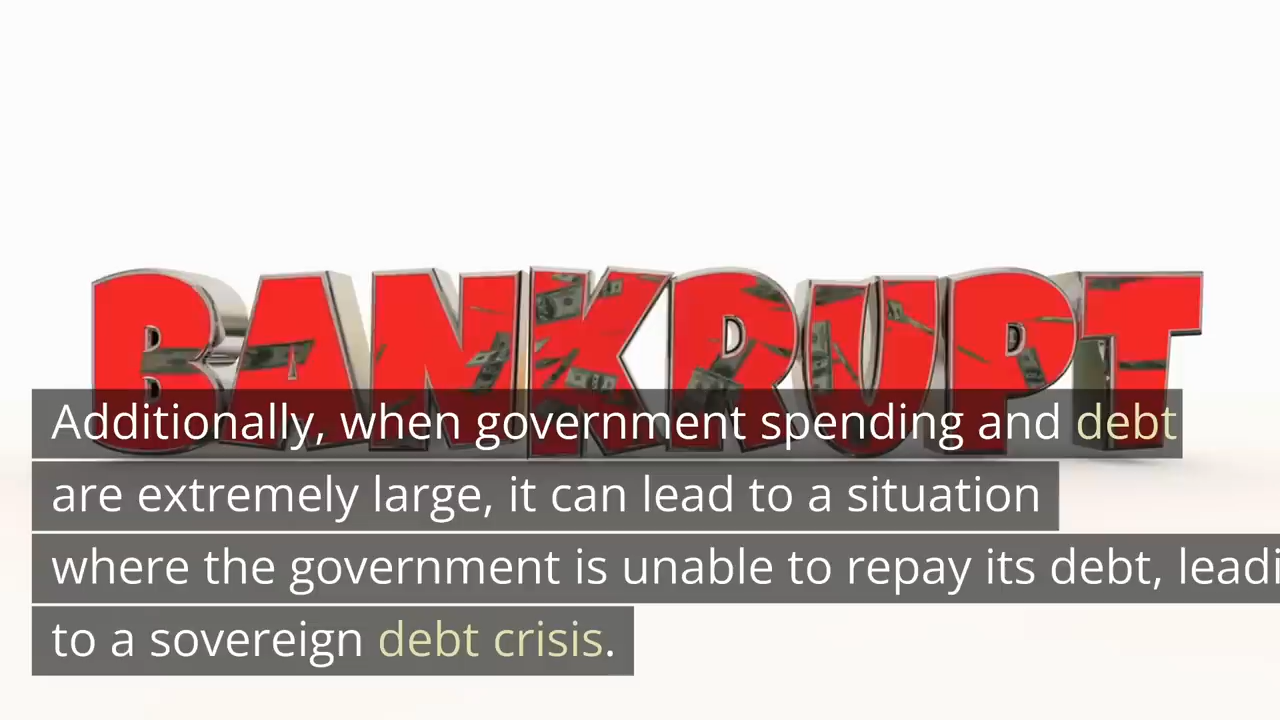 BANKRUPT
Additionally, when government spending and debt
are extremely large, it can lead to a situation
where the government is unable to repay its debt,
to a sovereign debt crisis.